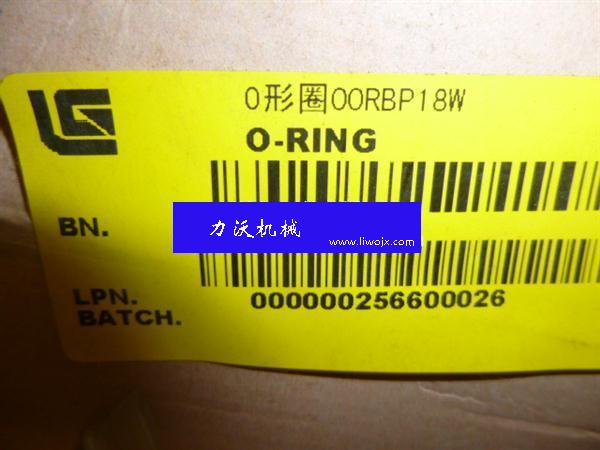 O形圈OORBP18W
O-RING
BN.
力沃机械
www.liwojx.com
LPN.
000000256600026
BATCH.